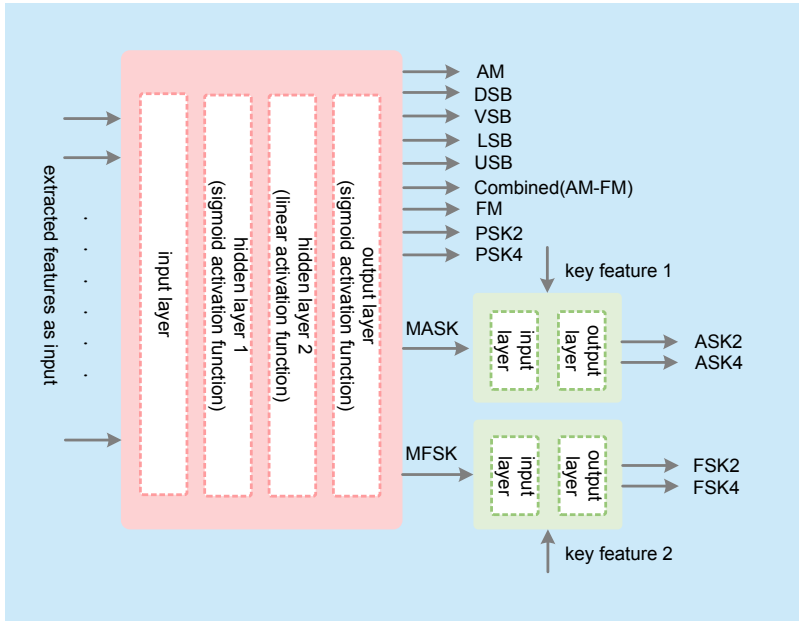 extracted features as input
input layer
hidden layer 1
(sigmoid activation function)
hidden layer 2
(linear activation function)
output layer
(sigmoid activation function)
AM
DSB
VSB
LSB
USB
Combined(AM-FM)
FM
PSK2
PSK4
key feature 1
MASK
input
layer
output
layer
ASK2
ASK4
MFSK
input
layer
output
layer
FSK2
FSK4
key feature 2